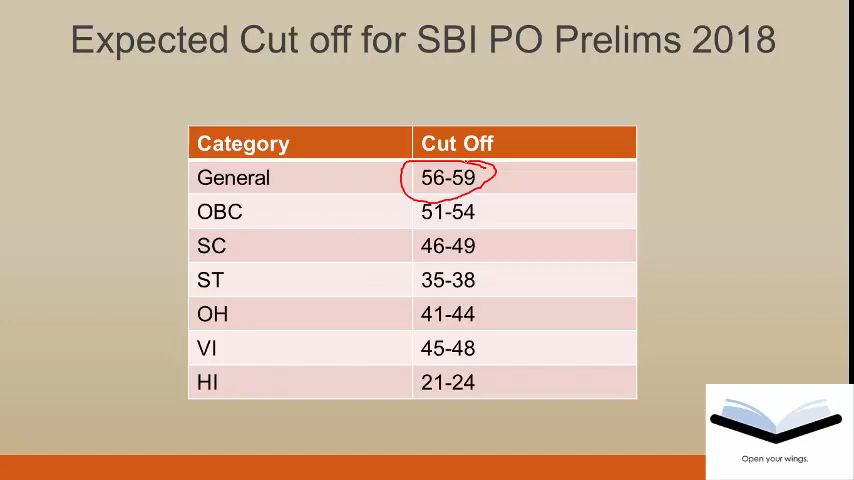 Expected Cut off for SBI PO Prelims 2018
Category Cut Off
General 56-59
OBC 51-54
SC 46-49
ST 35-38
OH 41-44
VI 45-48
HI 21-24
Open your wings.